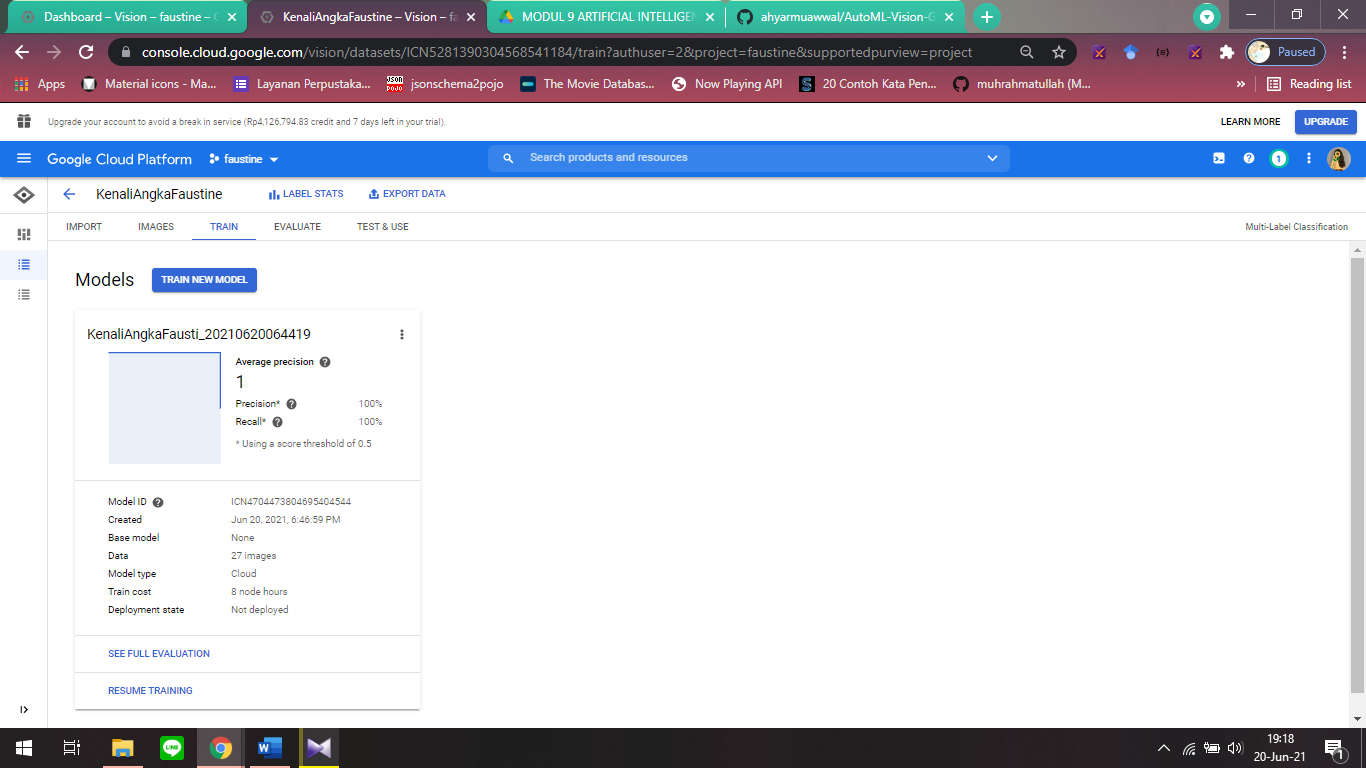 Dashboard – Vision – faustine – G
KenaliAngkaFaustine – Vision – fa
MODUL 9 ARTIFICIAL INTELLIGEN
ahyarmuawwal/AutoML-Vision-G
console.cloud.google.com/vision/datasets/ICN5281390304568541184/train?authuser=2&project=faustine&supportedpurview=project
Paused
Apps
Material icons - Ma...
Layanan Perpustaka...
JSON POJO
jsonschema2pojo
The Movie Databas...
Now Playing API
20 Contoh Kata Pen...
muhrahmatullah (M...
»
Reading list
Upgrade your account to avoid a break in service (Rp4,126,794.83 credit and 7 days left in your trial).
LEARN MORE
UPGRADE
Google Cloud Platform
faustine
Search products and resources
1
KenaliAngkaFaustine
LABEL STATS
EXPORT DATA
IMPORT
IMAGES
TRAIN
EVALUATE
TEST & USE
Multi-Label Classification
Models
TRAIN NEW MODEL
KenaliAngkaFausti_20210620064419
Average precision
1
Precision* 100%
Recall* 100%
* Using a score threshold of 0.5
Model ID ICN4704473804695404544
Created Jun 20, 2021, 6:46:59 PM
Base model None
Data 27 images
Model type Cloud
Train cost 8 node hours
Deployment state Not deployed
SEE FULL EVALUATION
RESUME TRAINING
LINE
W
19:18
20-Jun-21
1